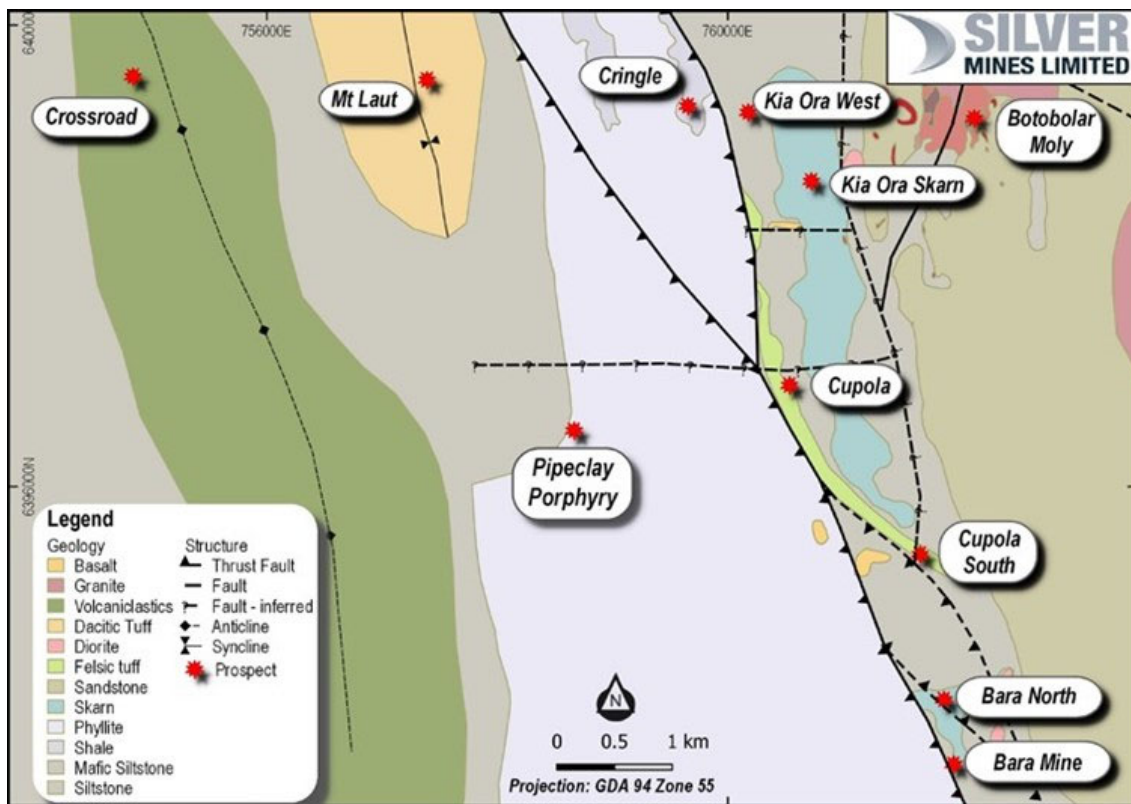 640000
756000E
760000E
SILVER
MINES LIMITED
Crossroad
Mt Laut
Cringle
Kia Ora West
Botobolar
Moly
Kia Ora Skarn
Cupola
6396000N
Pipeclay
Porphyry
Cupola
South
Bara North
Bara Mine
Legend
Geology
Basalt
Granite
Volcaniclastics
Dacitic Tuff
Diorite
Felsic tuff
Sandstone
Skarn
Phyllite
Shale
Mafic Siltstone
Siltstone
Structure
Thrust Fault
Fault
Fault - inferred
Anticline
Syncline
Prospect
N
0 0.5 1 km
Projection: GDA 94 Zone 55